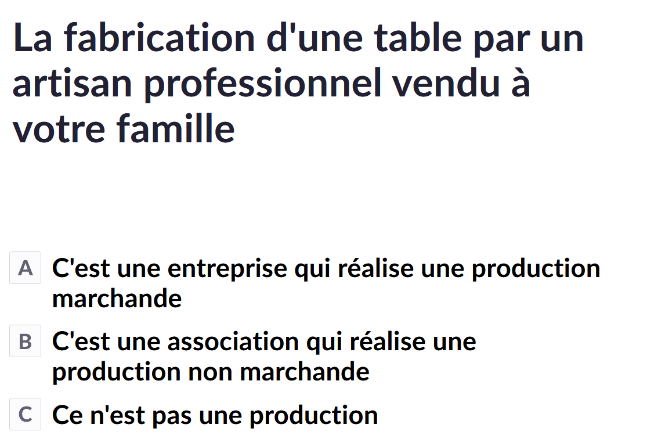 La fabrication d'une table par un
artisan professionnel vendu à
votre famille
A C'est une entreprise qui réalise une production
marchande
B C'est une association qui réalise une
production non marchande
C Ce n'est pas une production